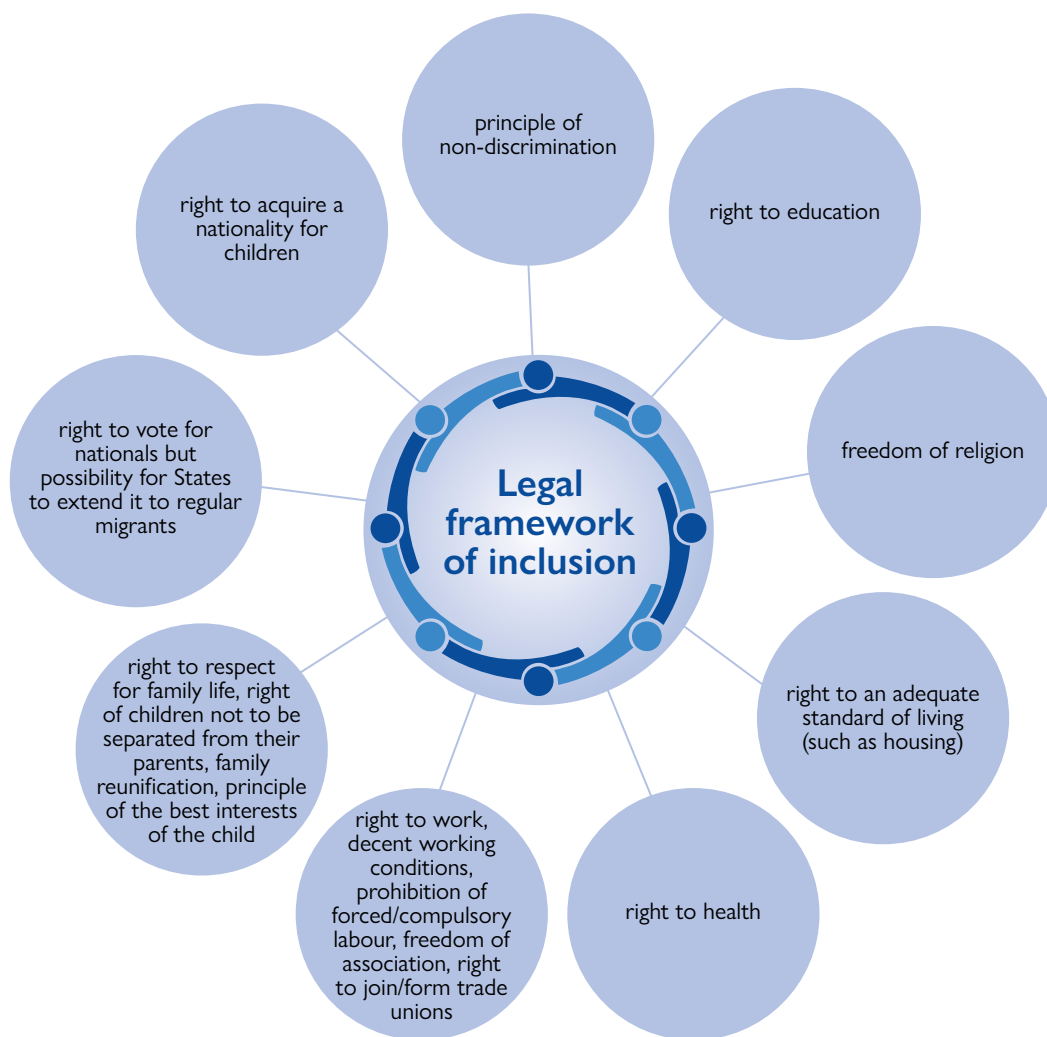 principle of
non-discrimination
right to education
freedom of religion
right to an adequate
standard of living
(such as housing)
right to health
right to work,
decent working
conditions,
prohibition of
forced/compulsory
labour, freedom of
association, right
to join/form trade
unions
right to respect
for family life, right
of children not to be
separated from their
parents, family
reunification, principle
of the best interests
of the child
right to vote for
nationals but
possibility for States
to extend it to regular
migrants
right to acquire a
nationality for
children
Legal
framework
of inclusion